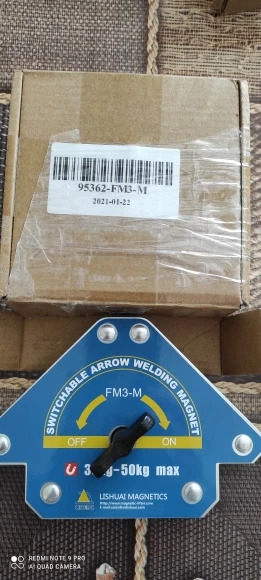 95362-FM3-M
2021-01-22
SWITCHABLE ARROW WELDING MAGNET
FM3-M
OFF
ON
-50kg max
LISHUAI MAGNETICS
REDMI NOTE 9 PRO
AI QUAD CAMERA